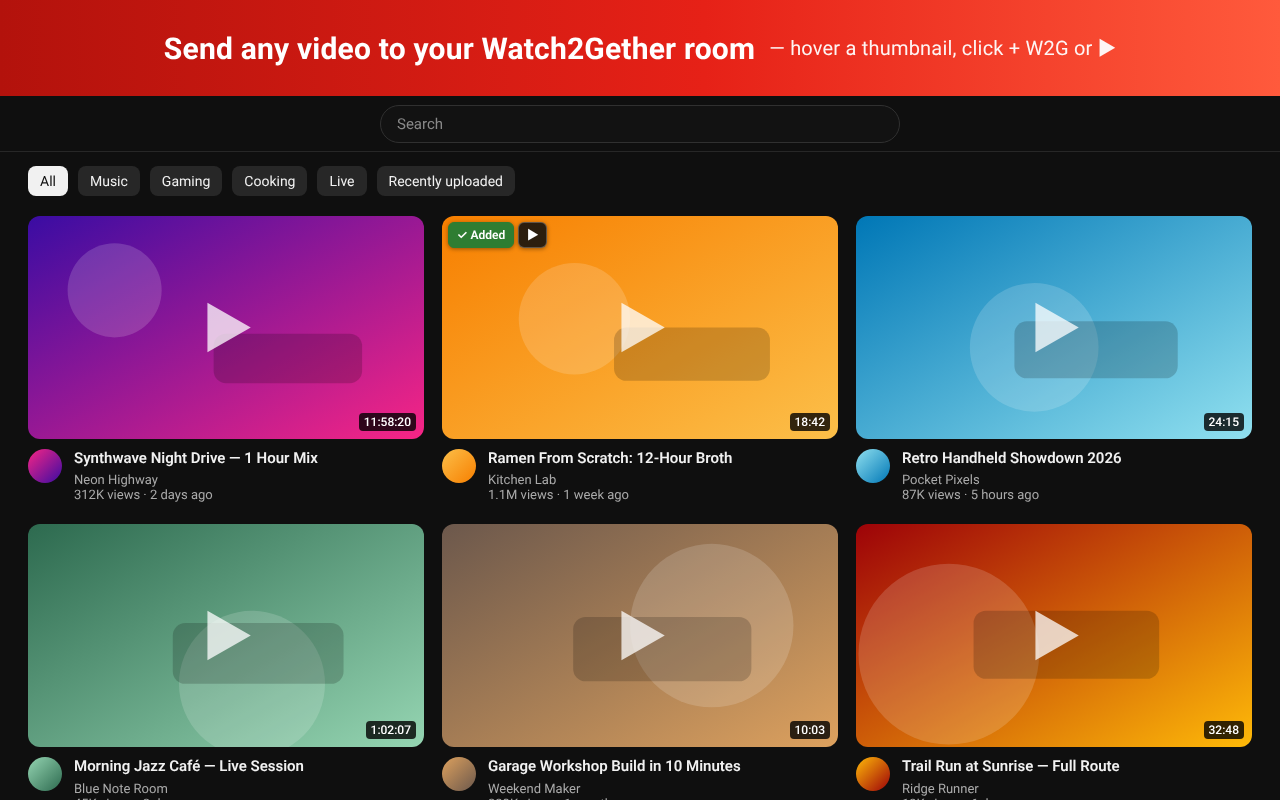 Send any video to your Watch2Gether room — hover a thumbnail, click + W2G or ▶
Search
All Music Gaming Cooking Live Recently uploaded
✓ Added ▶
11:58:20
18:42
24:15
Synthwave Night Drive — 1 Hour Mix
Neon Highway
312K views · 2 days ago
Ramen From Scratch: 12-Hour Broth
Kitchen Lab
1.1M views · 1 week ago
Retro Handheld Showdown 2026
Pocket Pixels
87K views · 5 hours ago
1:02:07
10:03
32:48
Morning Jazz Café — Live Session
Blue Note Room
Garage Workshop Build in 10 Minutes
Weekend Maker
Trail Run at Sunrise — Full Route
Ridge Runner